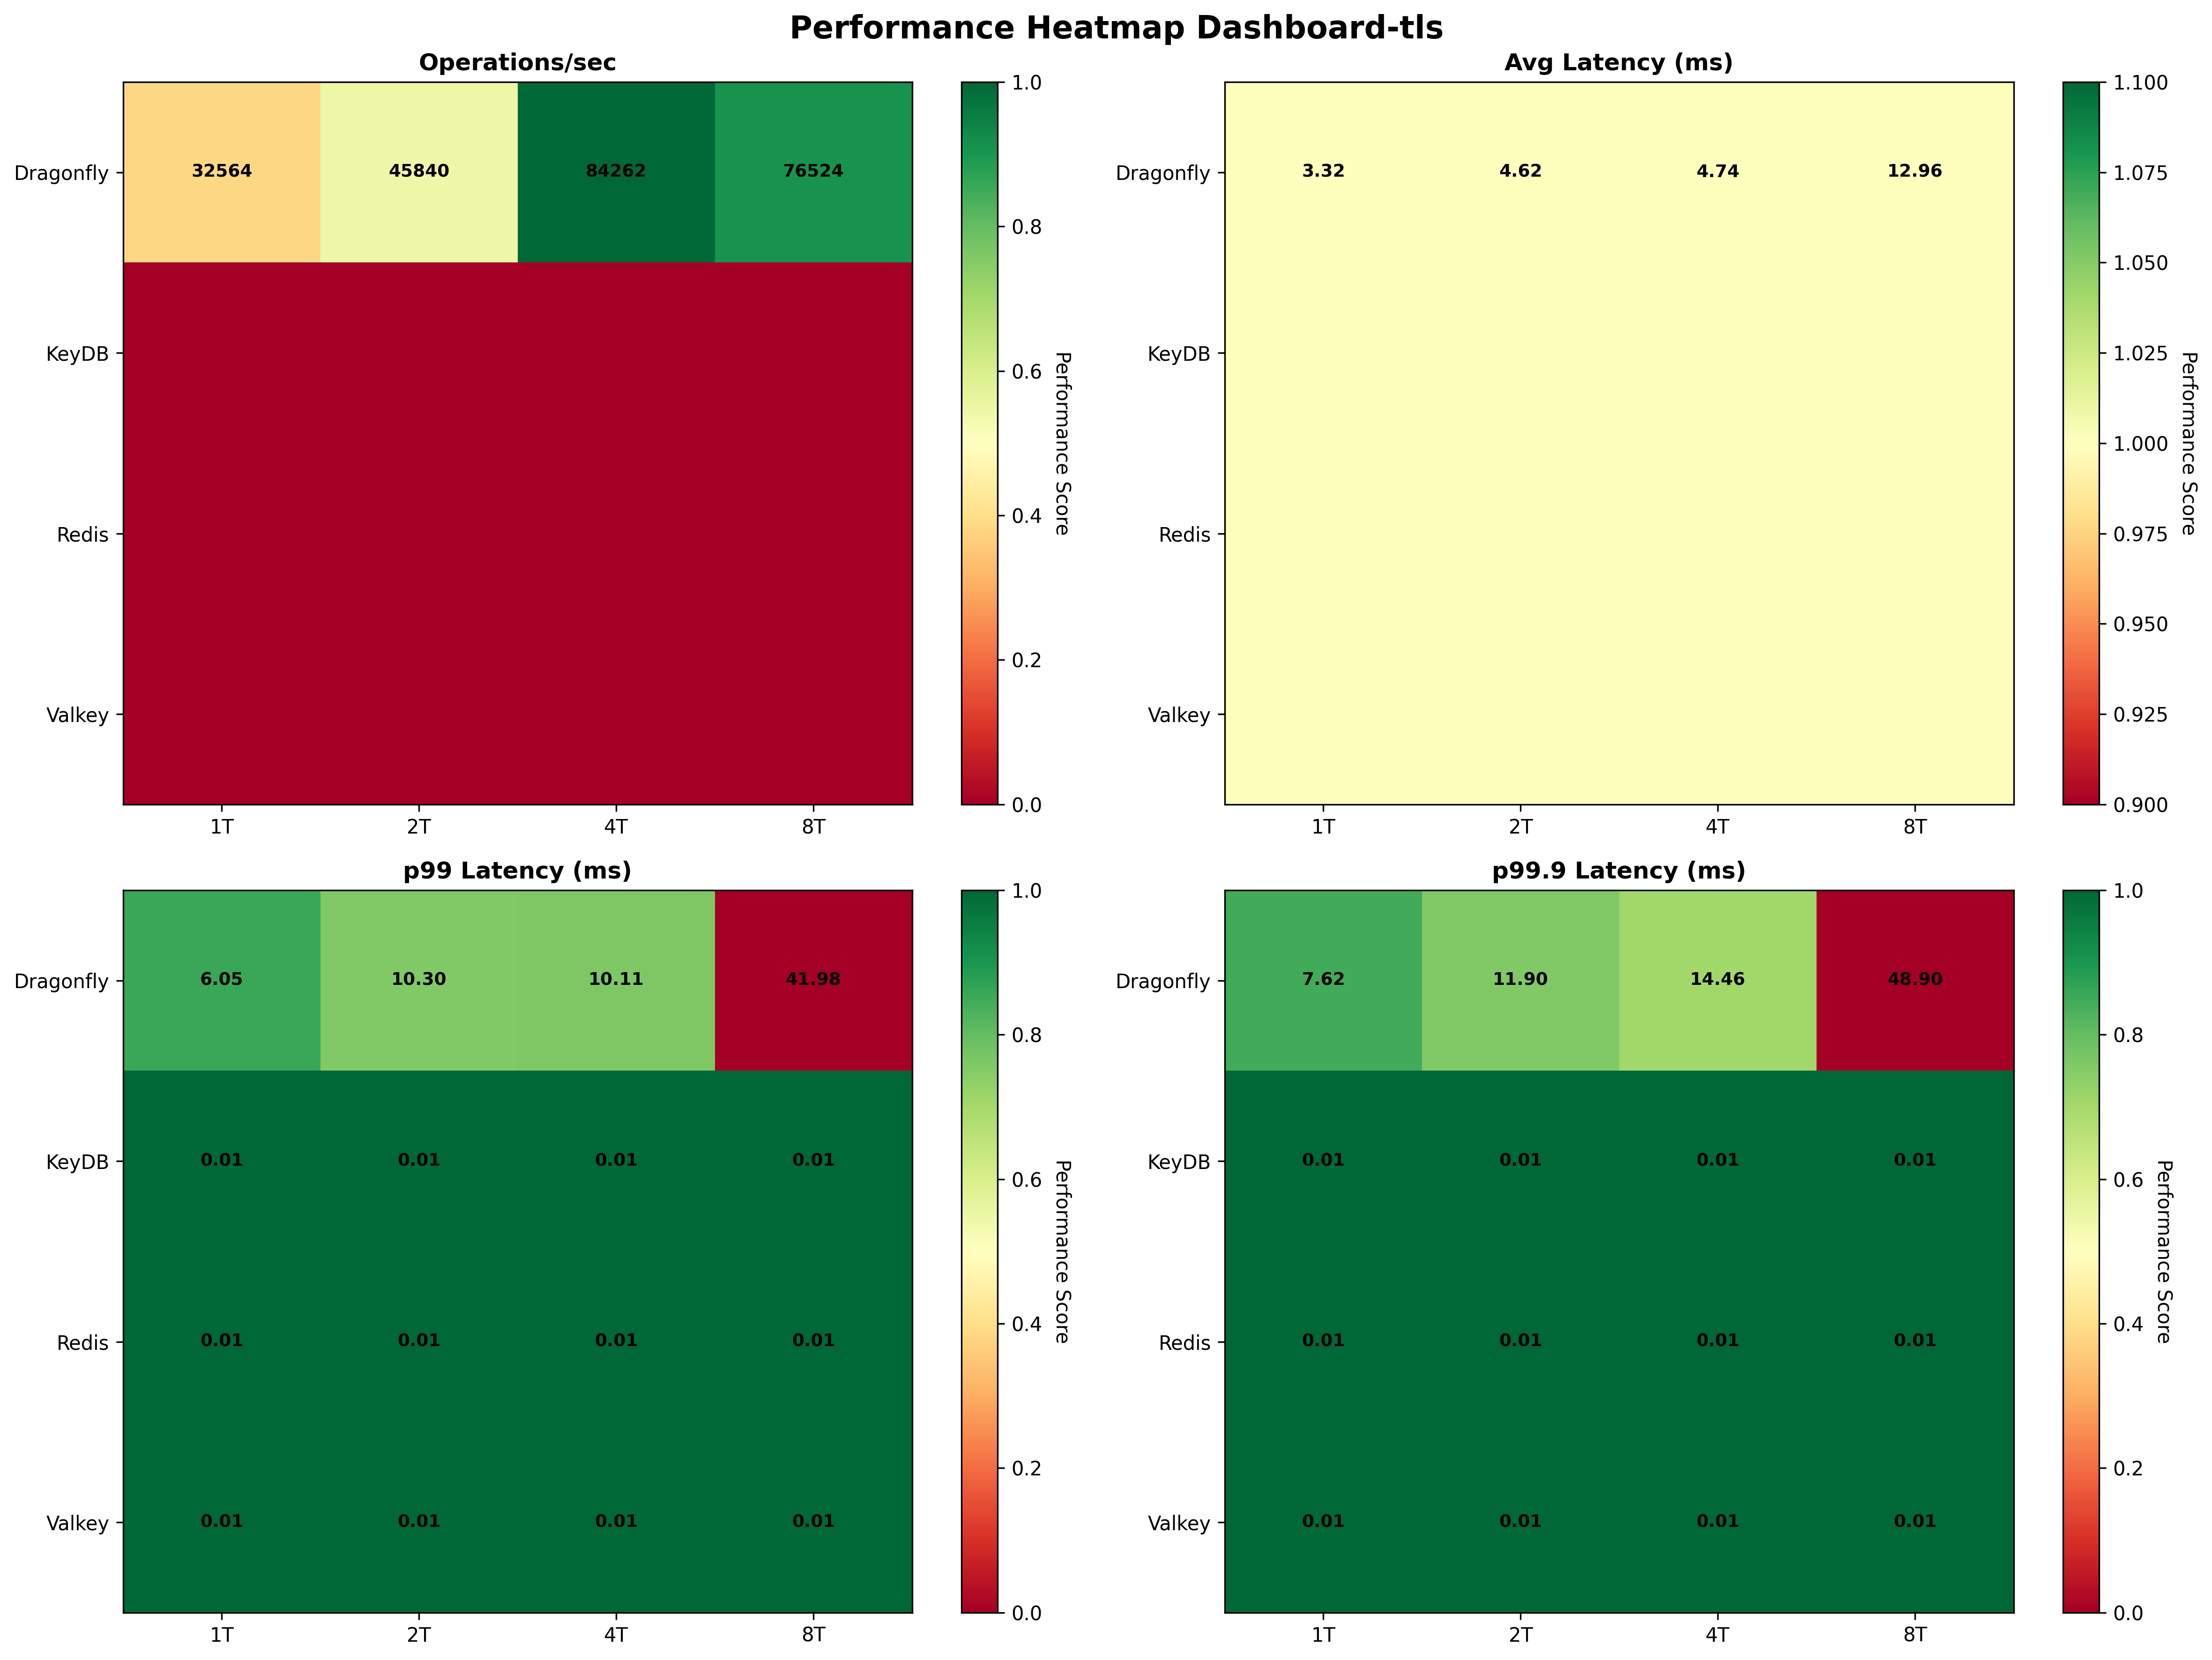 Performance Heatmap Dashboard-tls
Operations/sec
Dragonfly 32564 45840 84262 76524
KeyDB
Redis
Valkey
1T 2T 4T 8T
1.0
0.8
0.6
0.4
0.2
0.0
Performance Score
Avg Latency (ms)
Dragonfly 3.32 4.62 4.74 12.96
KeyDB
Redis
Valkey
1T 2T 4T 8T
1.100
1.075
1.050
1.025
1.000
0.975
0.950
0.925
0.900
Performance Score
p99 Latency (ms)
Dragonfly 6.05 10.30 10.11 41.98
KeyDB 0.01 0.01 0.01 0.01
Redis 0.01 0.01 0.01 0.01
Valkey 0.01 0.01 0.01 0.01
1T 2T 4T 8T
1.0
0.8
0.6
0.4
0.2
0.0
Performance Score
p99.9 Latency (ms)
Dragonfly 7.62 11.90 14.46 48.90
KeyDB 0.01 0.01 0.01 0.01
Redis 0.01 0.01 0.01 0.01
Valkey 0.01 0.01 0.01 0.01
1T 2T 4T 8T
1.0
0.8
0.6
0.4
0.2
0.0
Performance Score